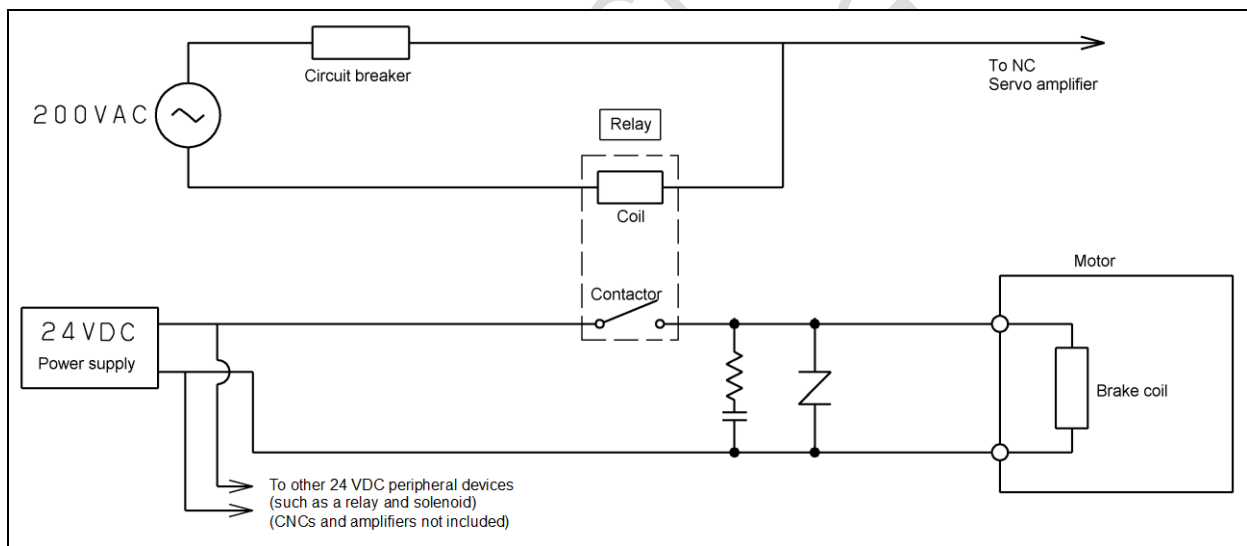 Circuit breaker
To NC
Servo amplifier
200VAC
Relay
Coil
Motor
Contactor
24VDC
Power supply
Brake coil
To other 24 VDC peripheral devices
(such as a relay and solenoid)
(CNCs and amplifiers not included)